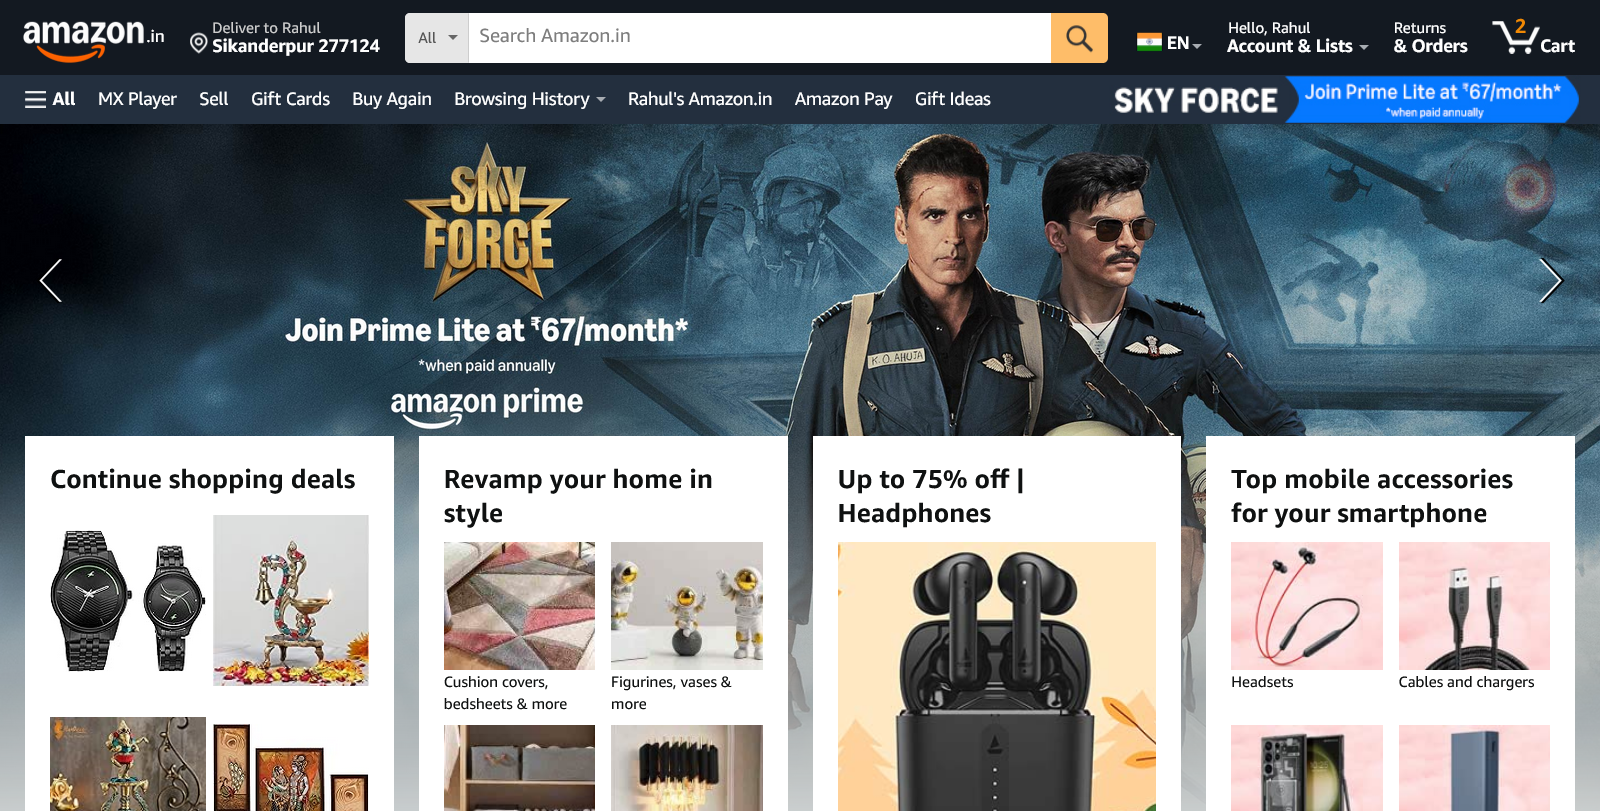 amazon.in
Deliver to Rahul
Sikanderpur 277124
All
Search Amazon.in
EN
Hello, Rahul
Account & Lists
Returns
& Orders
2
Cart
All
MX Player
Sell
Gift Cards
Buy Again
Browsing History
Rahul's Amazon.in
Amazon Pay
Gift Ideas
SKY FORCE
Join Prime Lite at ₹67/month*
*when paid annually
SKY
FORCE
Join Prime Lite at ₹67/month*
*when paid annually
amazon prime
K. O. AHUJA
Continue shopping deals
Revamp your home in
style
Cushion covers,
bedsheets & more
Figurines, vases &
more
Up to 75% off |
Headphones
Top mobile accessories
for your smartphone
Headsets
Cables and chargers